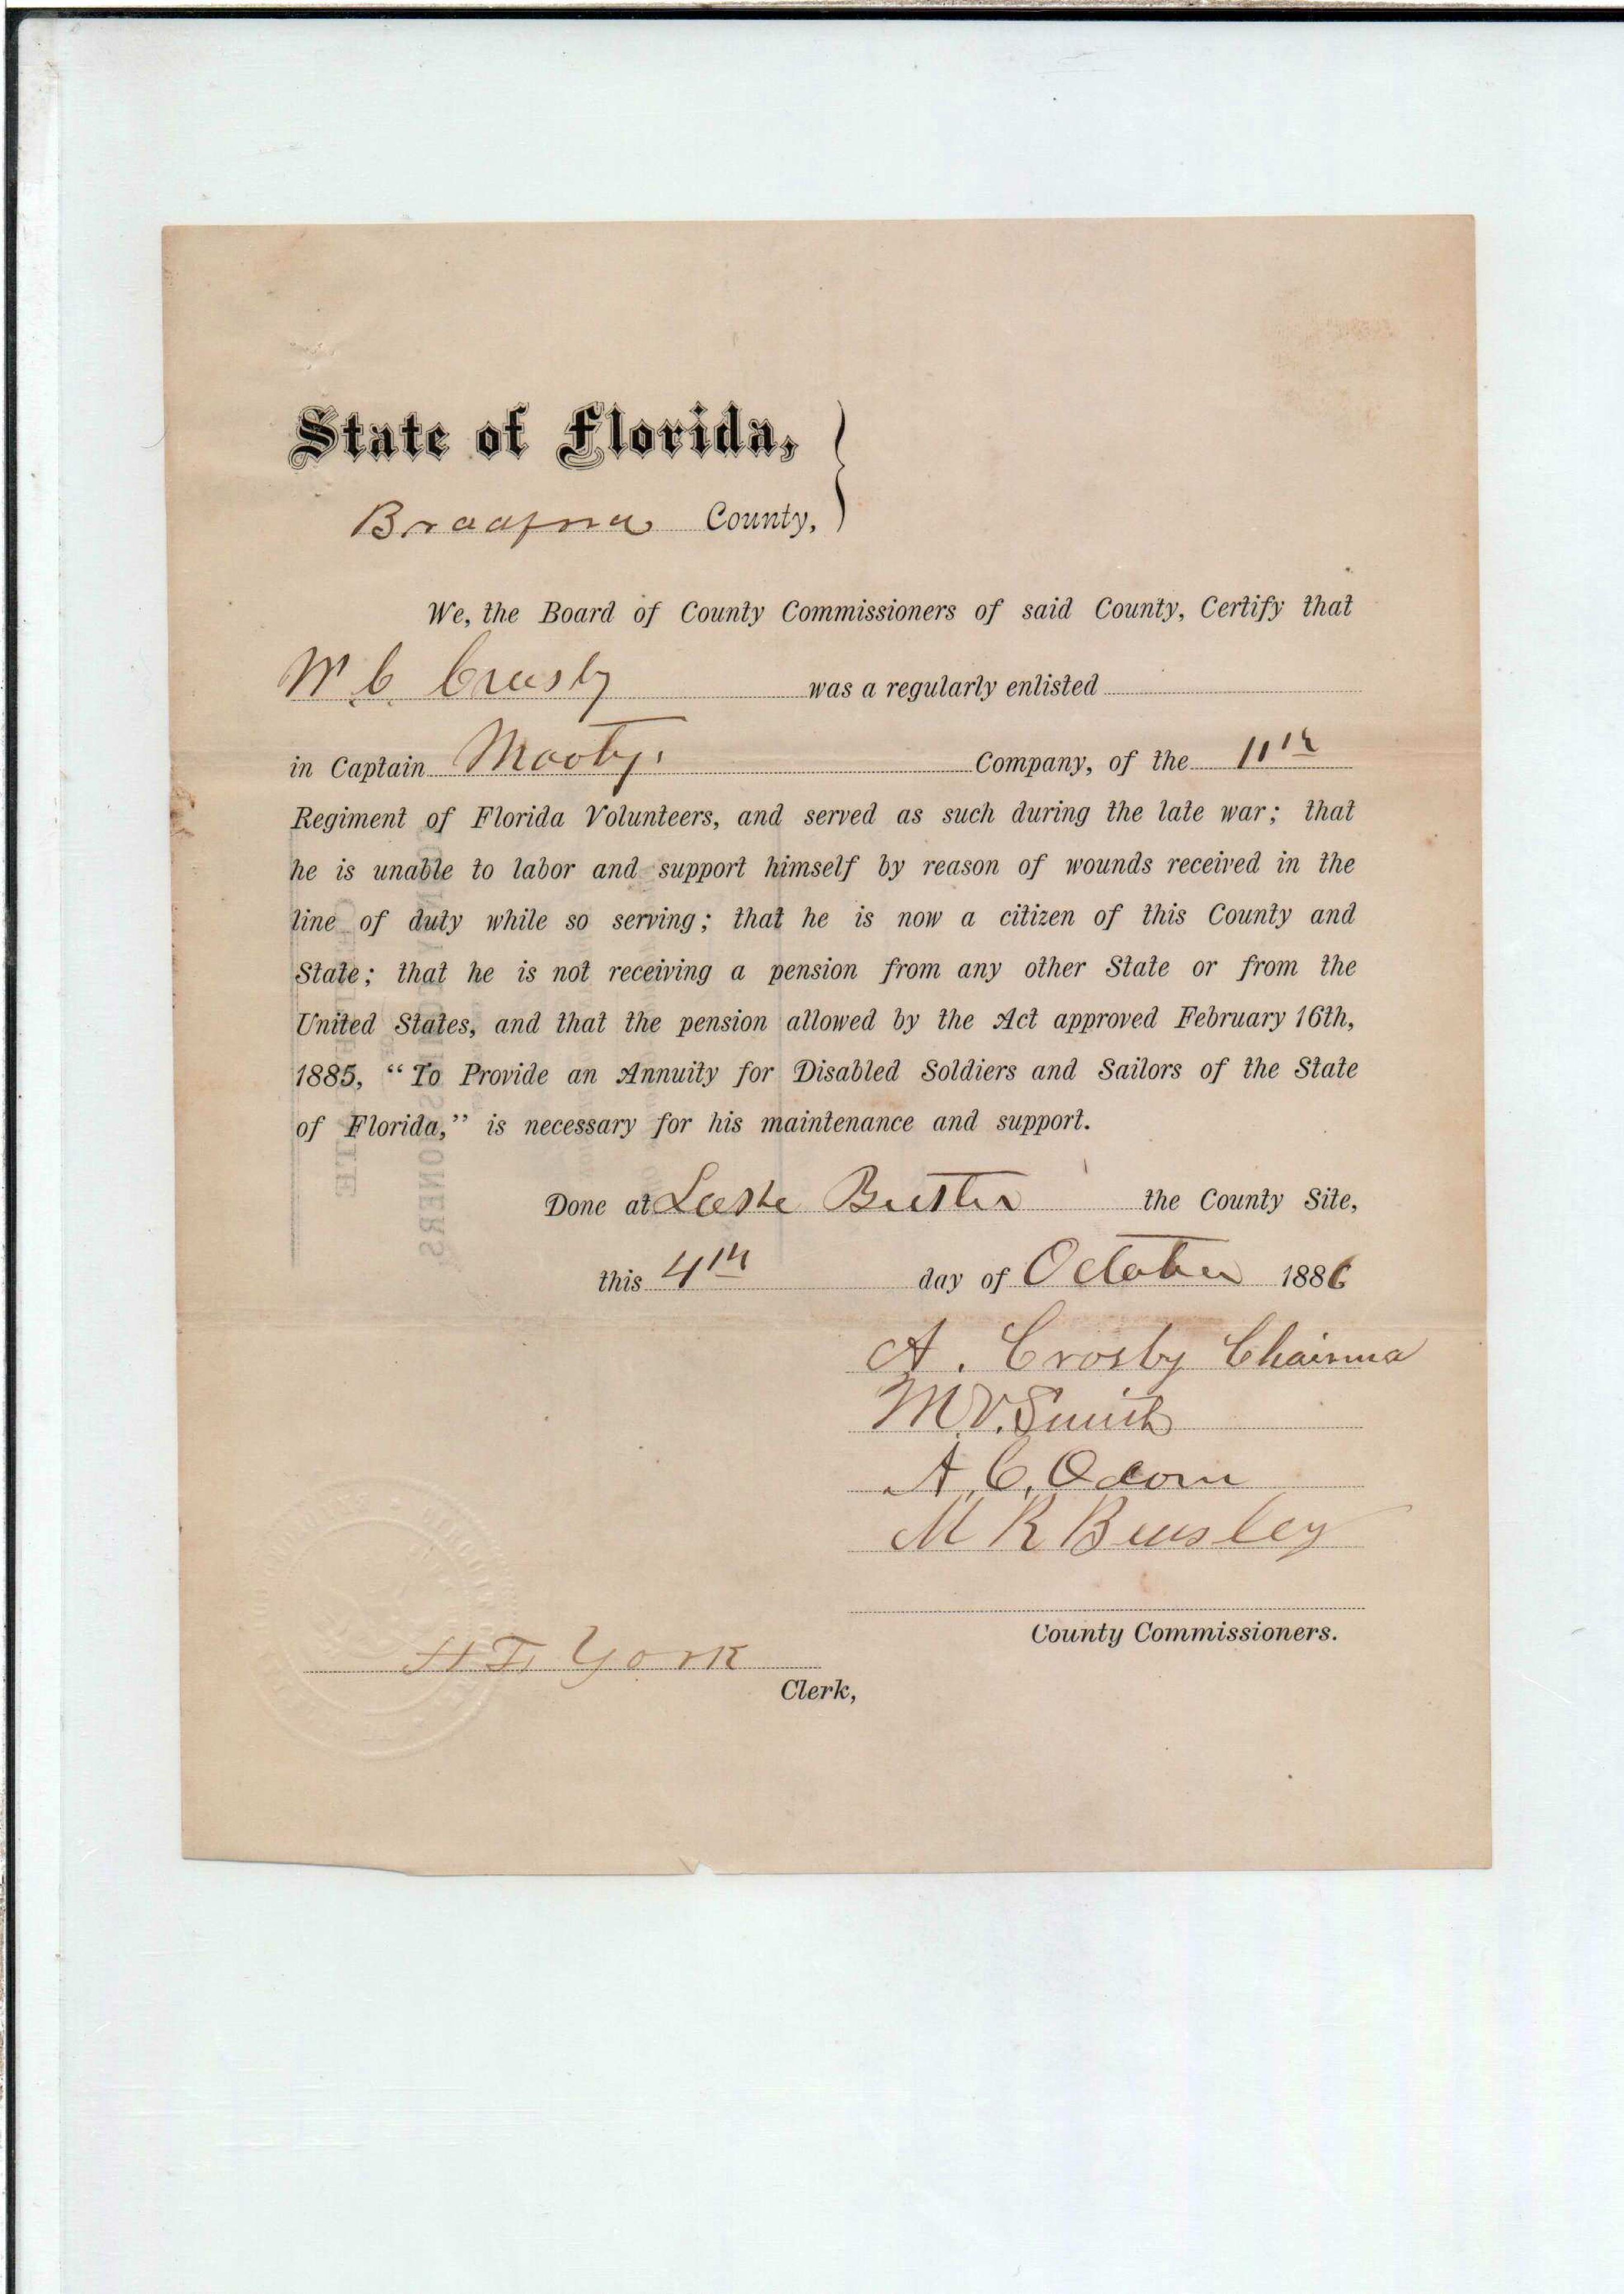 State of Florida,
Bradford County,
We, the Board of County Commissioners of said County, Certify that
W. C. Crosby was a regularly enlisted
in Captain Mooty's Company, of the 11th
Regiment of Florida Volunteers, and served as such during the late war; that
he is unable to labor and support himself by reason of wounds received in the
line of duty while so serving; that he is now a citizen of this County and
State; that he is not receiving a pension from any other State or from the
United States, and that the pension allowed by the Act approved February 16th,
1885, “To Provide an Annuity for Disabled Soldiers and Sailors of the State
of Florida,” is necessary for his maintenance and support.
Done at Lake Butler the County Site,
this 4th day of October 1886
A. Crosby Chairma
M. V. Smith
A. C. Odom
M R Beasley
County Commissioners.
H. F. York
Clerk,